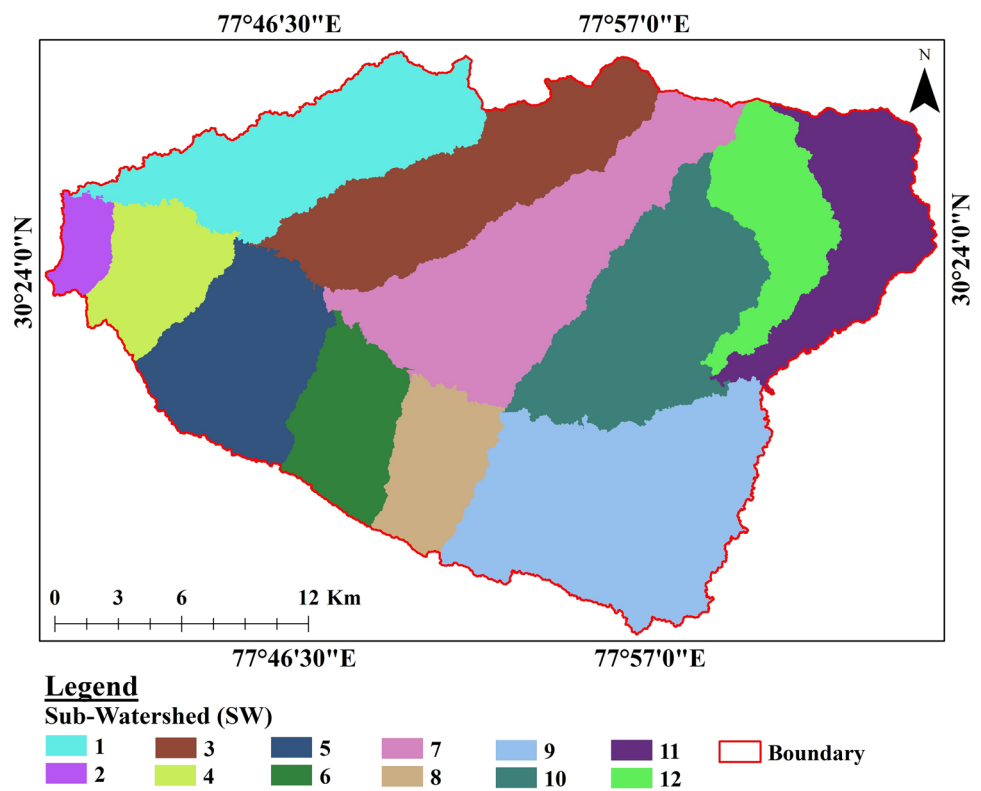 77°46'30"E 77°57'0"E
N
30°24'0"N 30°24'0"N
0 3 6 12 Km
77°46'30"E 77°57'0"E
Legend
Sub-Watershed (SW)
1 3 5 7 9 11 Boundary
2 4 6 8 10 12